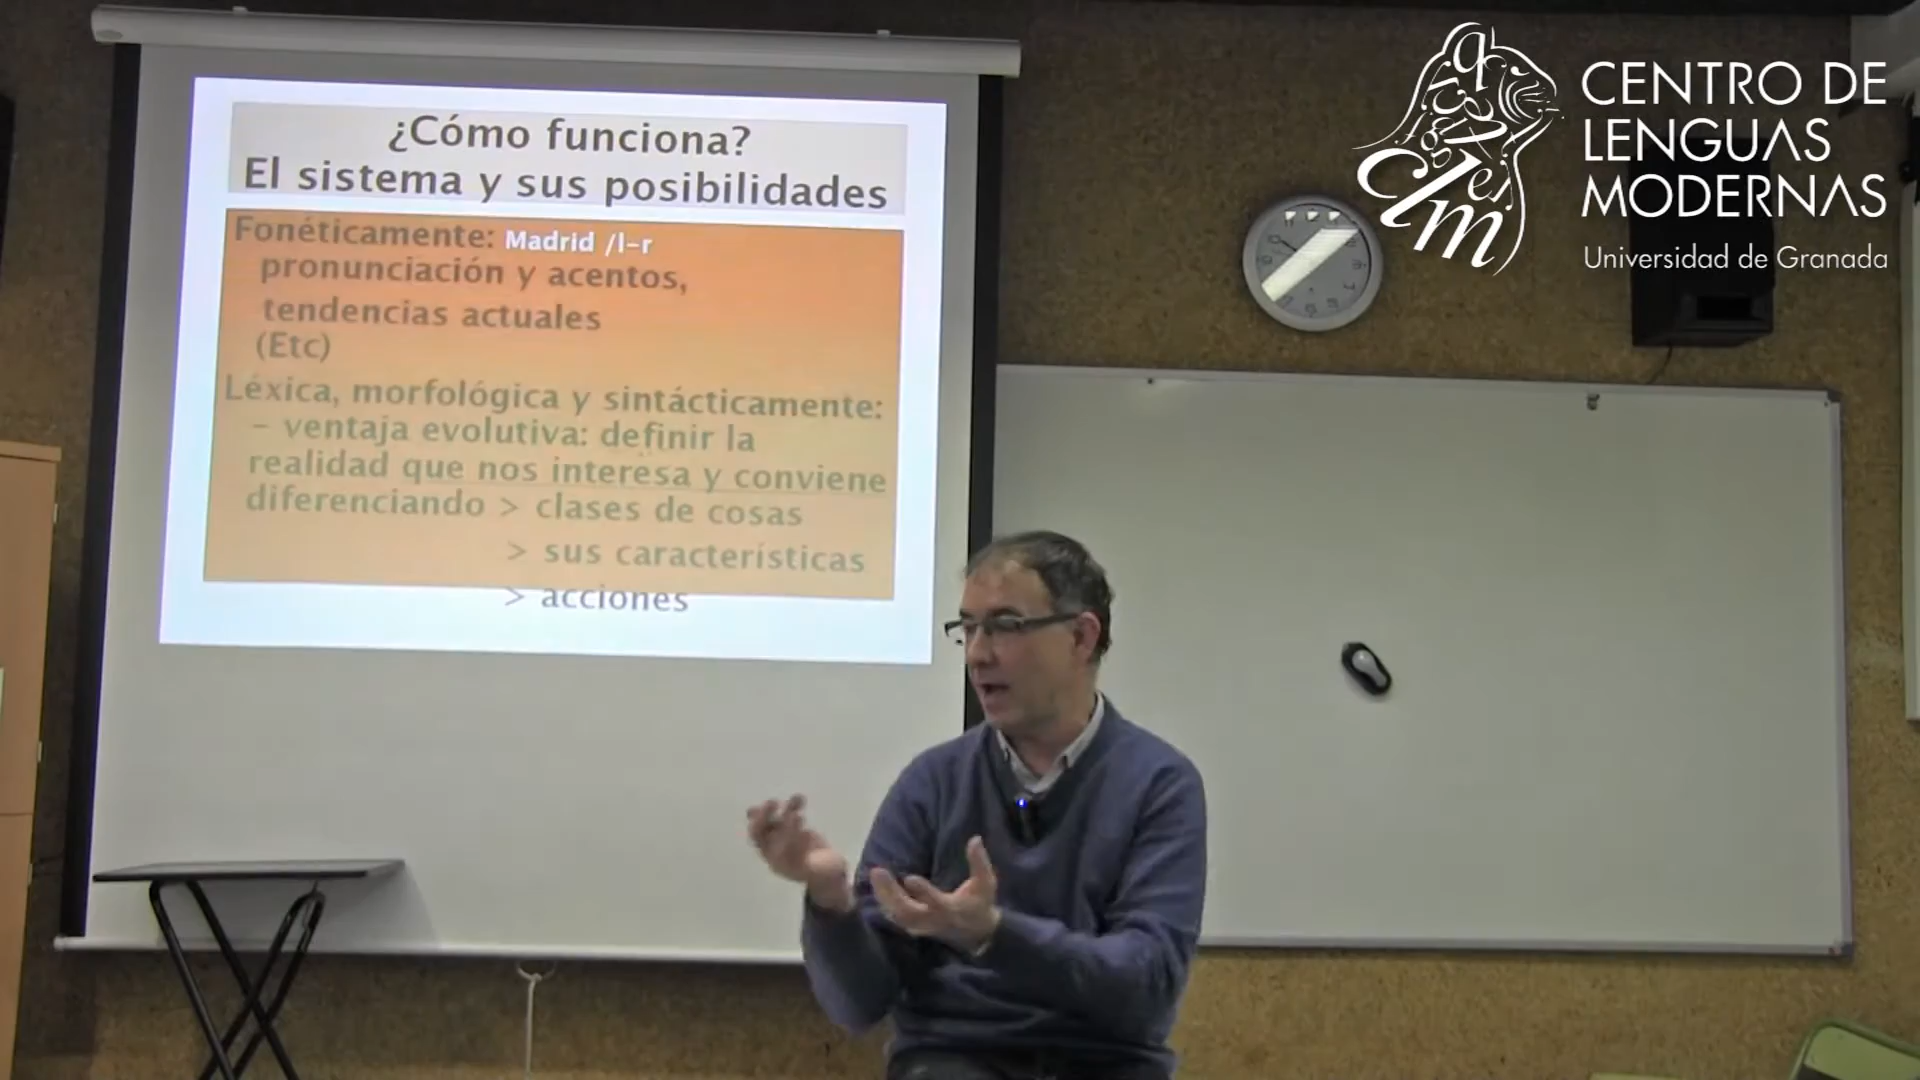 ¿Cómo funciona?
El sistema y sus posibilidades
Fonéticamente: Madrid /l-r
pronunciación y acentos,
tendencias actuales
(Etc)
Léxica, morfológica y sintácticamente:
- ventaja evolutiva: definir la
realidad que nos interesa y conviene
diferenciando > clases de cosas
> sus características
> acciones
CENTRO DE
LENGUAS
MODERNAS
Universidad de Granada
clm